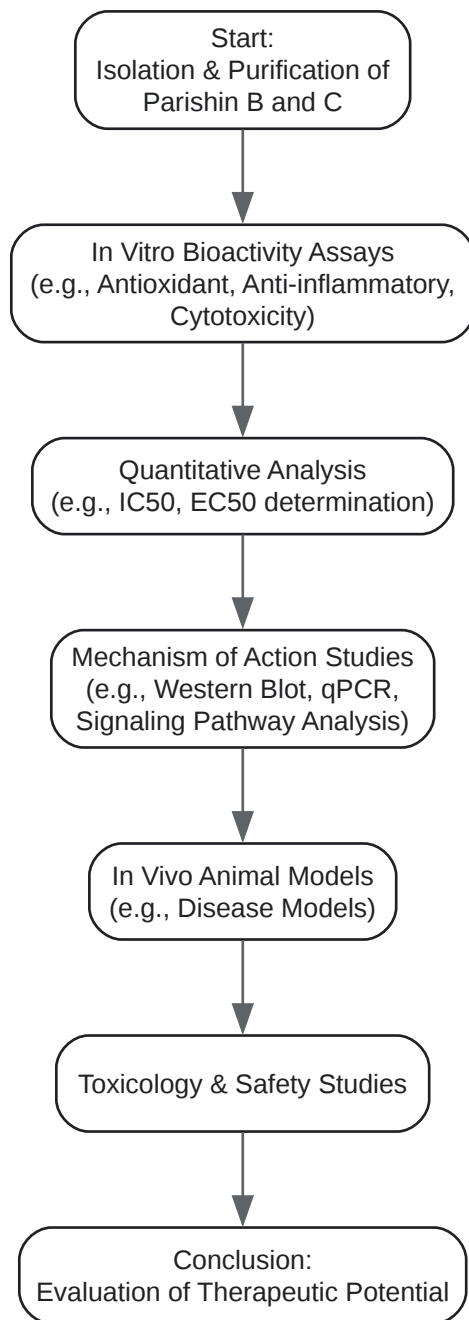 Start:
Isolation & Purification of
Parishin B and C
In Vitro Bioactivity Assays
(e.g., Antioxidant, Anti-inflammatory,
Cytotoxicity)
Quantitative Analysis
(e.g., IC50, EC50 determination)
Mechanism of Action Studies
(e.g., Western Blot, qPCR,
Signaling Pathway Analysis)
In Vivo Animal Models
(e.g., Disease Models)
Toxicology & Safety Studies
Conclusion:
Evaluation of Therapeutic Potential